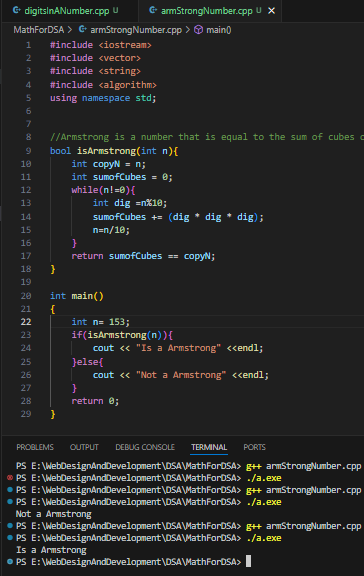 digitsInANumber.cpp U armStrongNumber.cpp U
MathForDSA > armStrongNumber.cpp > main()
1 #include <iostream>
2 #include <vector>
3 #include <string>
4 #include <algorithm>
5 using namespace std;
6
7
8 //Armstrong is a number that is equal to the sum of cubes o
9 bool isArmstrong(int n){
10 int copyN = n;
11 int sumofCubes = 0;
12 while(n!=0){
13 int dig =n%10;
14 sumofCubes += (dig * dig * dig);
15 n=n/10;
16 }
17 return sumofCubes == copyN;
18 }
19
20 int main()
21 {
22 int n= 153;
23 if(isArmstrong(n)){
24 cout << "Is a Armstrong" <<endl;
25 }else{
26 cout << "Not a Armstrong" <<endl;
27 }
28 return 0;
29 }
PROBLEMS OUTPUT DEBUG CONSOLE TERMINAL PORTS
PS E:\WebDesignAndDevelopment\DSA\MathForDSA> g++ armStrongNumber.cpp
PS E:\WebDesignAndDevelopment\DSA\MathForDSA> ./a.exe
PS E:\WebDesignAndDevelopment\DSA\MathForDSA> g++ armStrongNumber.cpp
PS E:\WebDesignAndDevelopment\DSA\MathForDSA> ./a.exe
Not a Armstrong
PS E:\WebDesignAndDevelopment\DSA\MathForDSA> g++ armStrongNumber.cpp
PS E:\WebDesignAndDevelopment\DSA\MathForDSA> ./a.exe
Is a Armstrong
PS E:\WebDesignAndDevelopment\DSA\MathForDSA>